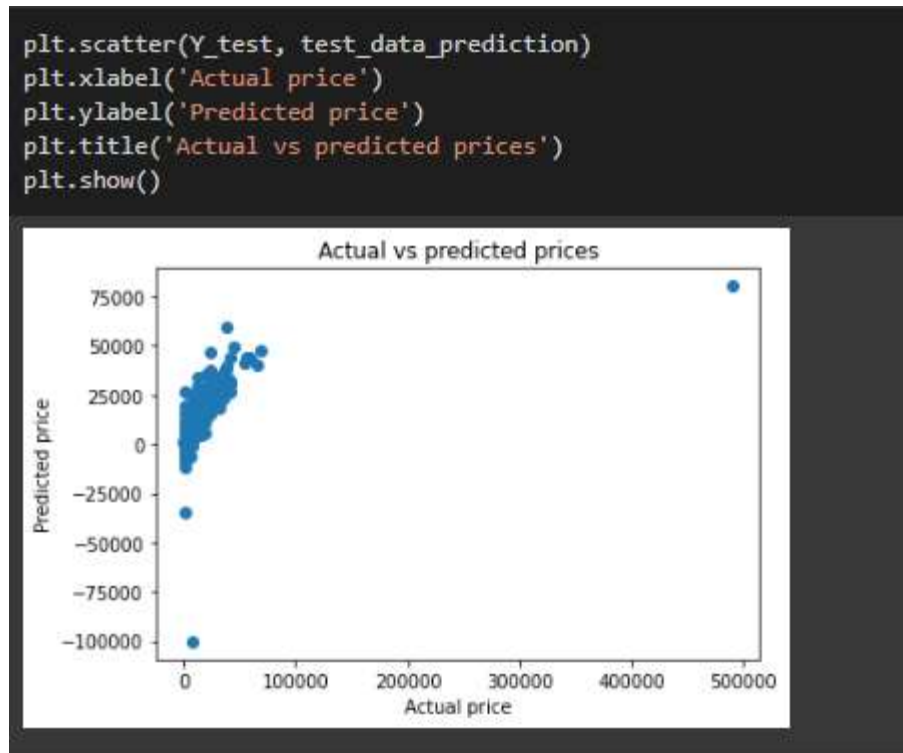 plt.scatter(Y_test, test_data_prediction)
plt.xlabel('Actual price')
plt.ylabel('Predicted price')
plt.title('Actual vs predicted prices')
plt.show()
Actual vs predicted prices
75000
50000
25000
0
−25000
−50000
−75000
−100000
Predicted price
0 100000 200000 300000 400000 500000
Actual price